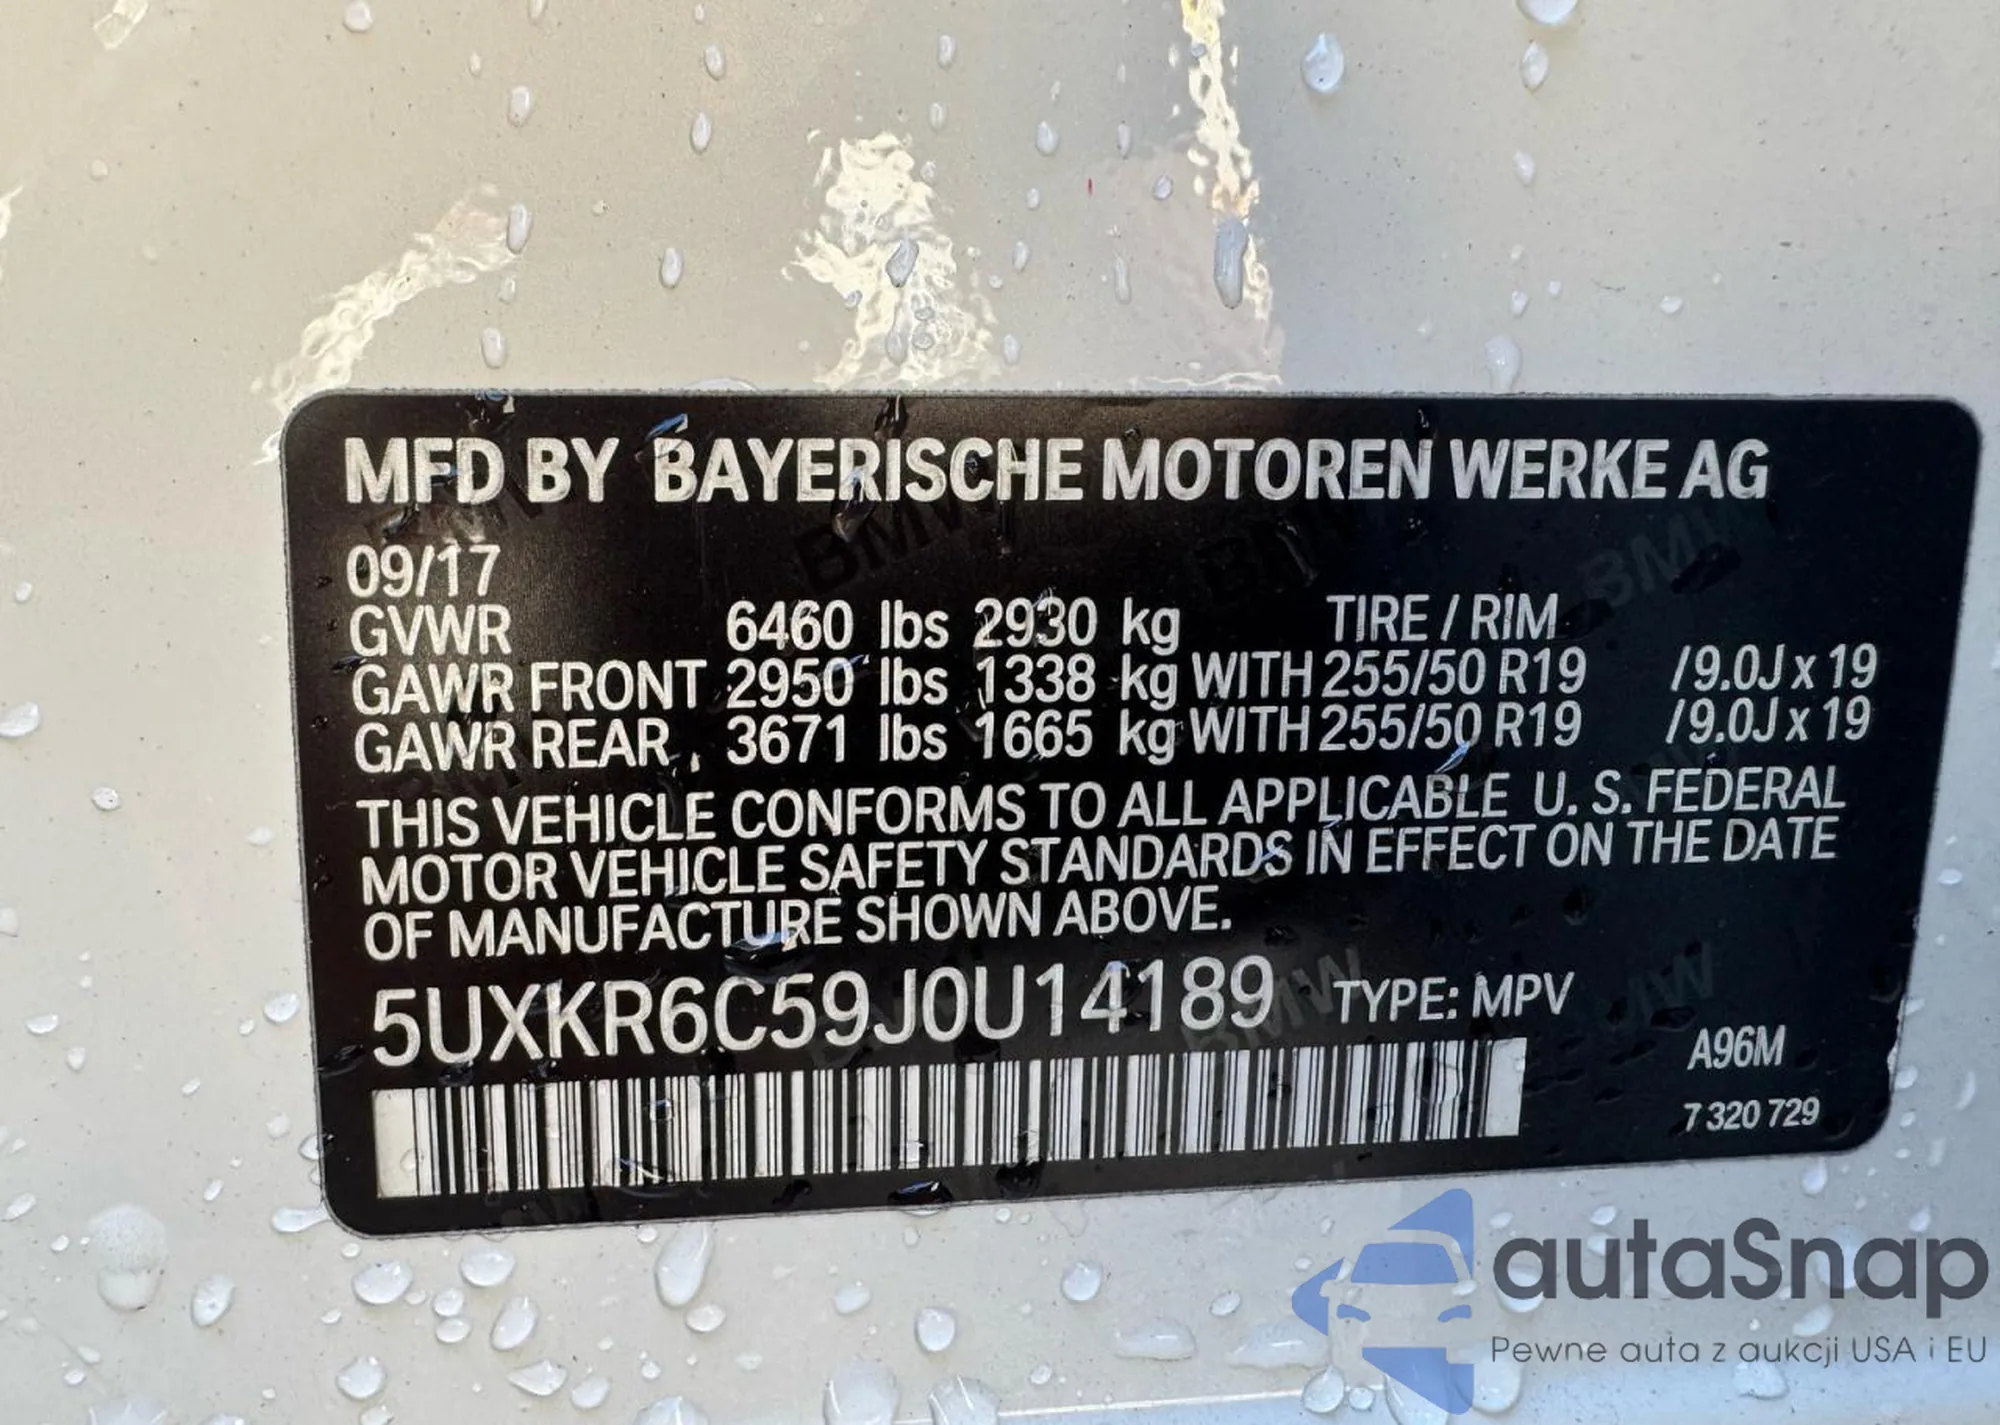 MFD BY BAYERISCHE MOTOREN WERKE AG
09/17
GVWR 6460 lbs 2930 kg TIRE / RIM
GAWR FRONT 2950 lbs 1338 kg WITH 255/50 R19 /9.0J x 19
GAWR REAR 3671 lbs 1665 kg WITH 255/50 R19 /9.0J x 19
THIS VEHICLE CONFORMS TO ALL APPLICABLE U. S. FEDERAL
MOTOR VEHICLE SAFETY STANDARDS IN EFFECT ON THE DATE
OF MANUFACTURE SHOWN ABOVE.
5UXKR6C59J0U14189 TYPE: MPV
A96M
7 320 729
autaSnap
Pewne auta z aukcji USA i EU